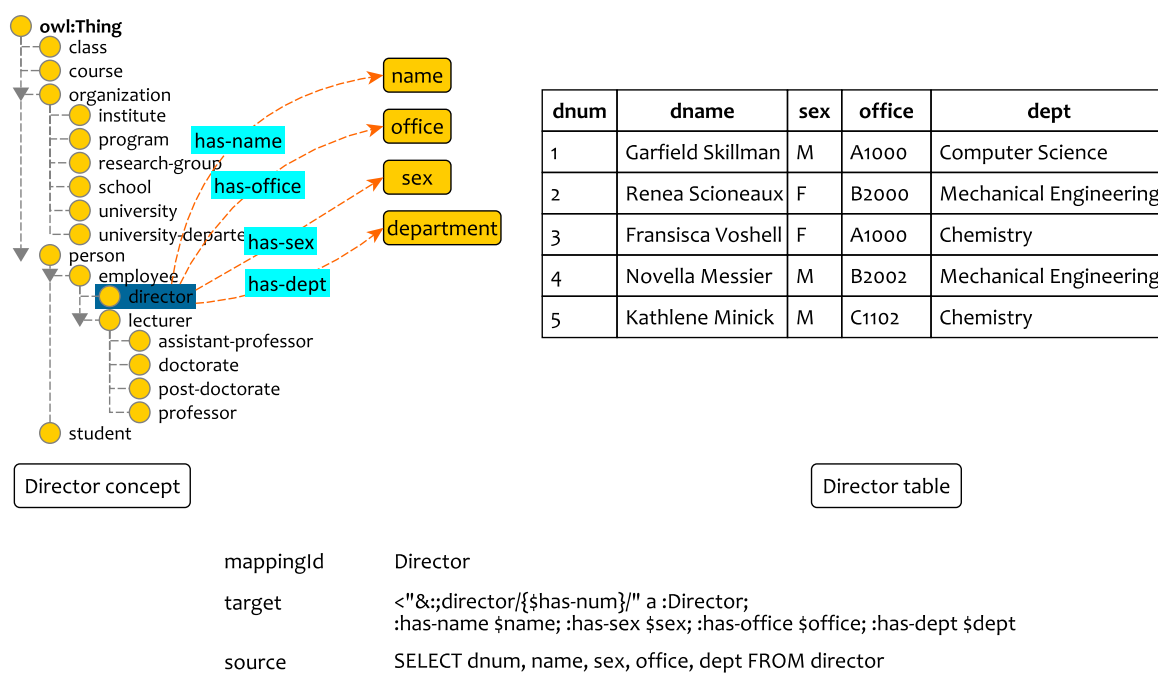 owl:Thing
class
course
organization
institute
program
research-group
school
university
university-departe
person
employee
director
lecturer
assistant-professor
doctorate
post-doctorate
professor
student
has-name
has-office
has-sex
has-dept
name
office
sex
department
dnum dname sex office dept
1 Garfield Skillman M A1000 Computer Science
2 Renea Scioneaux F B2000 Mechanical Engineering
3 Fransisca Voshell F A1000 Chemistry
4 Novella Messier M B2002 Mechanical Engineering
5 Kathlene Minick M C1102 Chemistry
Director concept
Director table
mappingId Director
target <"&:;director/{$has-num}/" a :Director;
:has-name $name; :has-sex $sex; :has-office $office; :has-dept $dept
source SELECT dnum, name, sex, office, dept FROM director